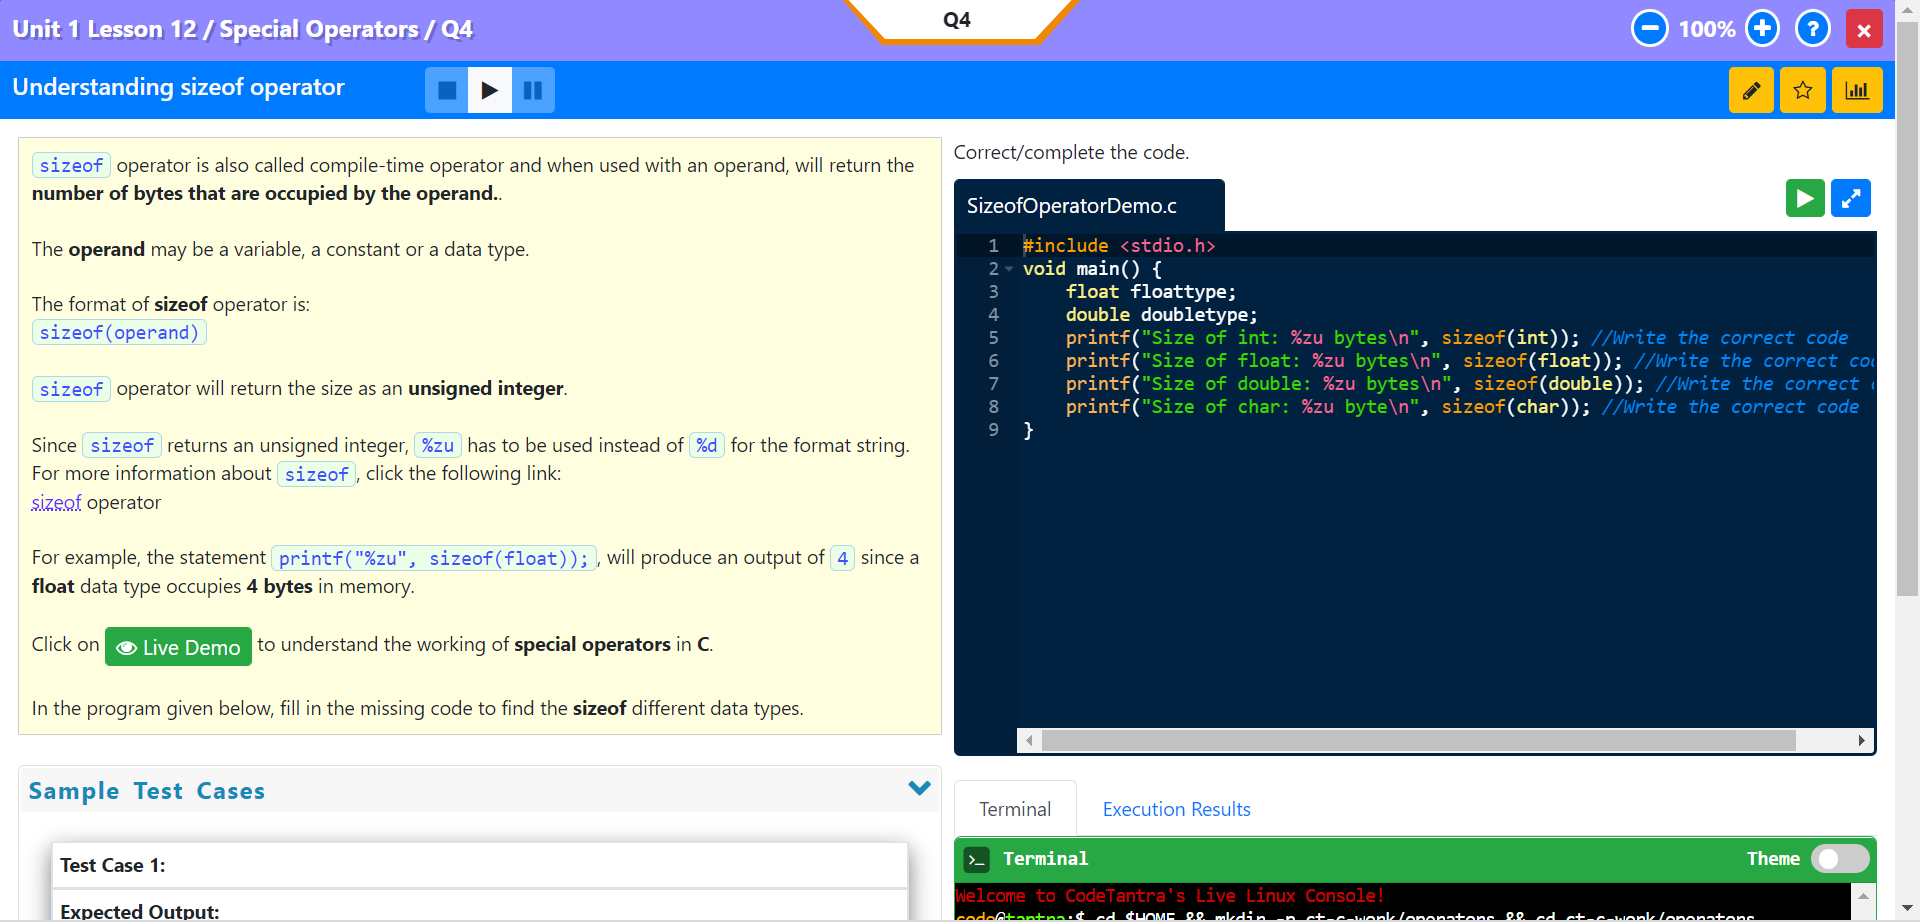 Unit 1 Lesson 12 / Special Operators / Q4
Q4
100%
Understanding sizeof operator
sizeof operator is also called compile-time operator and when used with an operand, will return the
number of bytes that are occupied by the operand..
The operand may be a variable, a constant or a data type.
The format of sizeof operator is:
sizeof(operand)
sizeof operator will return the size as an unsigned integer.
Since sizeof returns an unsigned integer, %zu has to be used instead of %d for the format string.
For more information about sizeof, click the following link:
sizeof operator
For example, the statement printf("%zu", sizeof(float));, will produce an output of 4 since a
float data type occupies 4 bytes in memory.
Click on Live Demo to understand the working of special operators in C.
In the program given below, fill in the missing code to find the sizeof different data types.
Sample Test Cases
Test Case 1:
Expected Output:
Correct/complete the code.
SizeofOperatorDemo.c
1 #include <stdio.h>
2 void main() {
3 float floattype;
4 double doubletype;
5 printf("Size of int: %zu bytes\n", sizeof(int)); //Write the correct code
6 printf("Size of float: %zu bytes\n", sizeof(float)); //Write the correct co
7 printf("Size of double: %zu bytes\n", sizeof(double)); //Write the correct
8 printf("Size of char: %zu byte\n", sizeof(char)); //Write the correct code
9 }
Terminal Execution Results
Terminal Theme
Welcome to CodeTantra's Live Linux Console!
code@tantra:$ cd $HOME && mkdir -p ct-c-work/operators && cd ct-c-work/operators